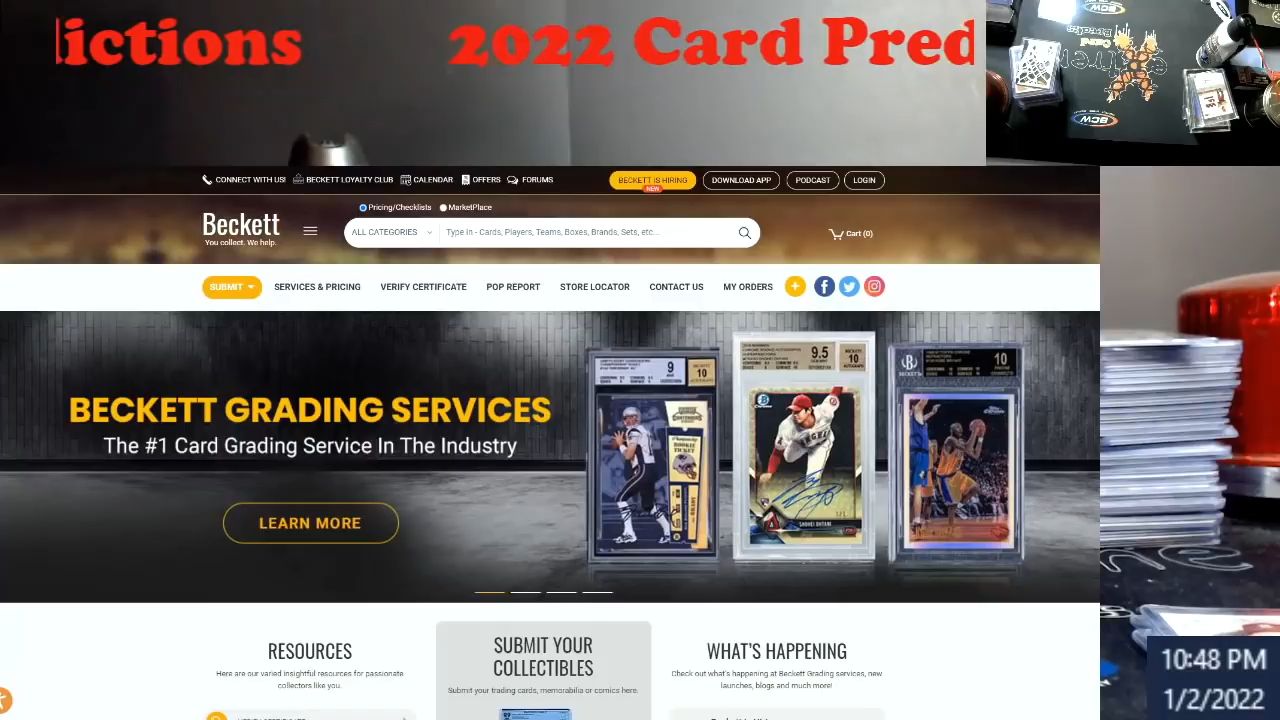 ictions 2022 Card Pred
CONNECT WITH US! BECKETT LOYALTY CLUB CALENDAR OFFERS FORUMS BECKETT IS HIRING DOWNLOAD APP PODCAST LOGIN
NEW
Pricing/Checklists MarketPlace
Beckett
You collect. We help.
ALL CATEGORIES Type in - Cards, Players, Teams, Boxes, Brands, Sets, etc...
Cart (0)
SUBMIT SERVICES & PRICING VERIFY CERTIFICATE POP REPORT STORE LOCATOR CONTACT US MY ORDERS
BECKETT GRADING SERVICES
The #1 Card Grading Service In The Industry
LEARN MORE
9 10
9.5 10
10
SHOHEI OHTANI
RESOURCES
Here are our varied insightful resources for passionate
collectors like you.
SUBMIT YOUR
COLLECTIBLES
Submit your trading cards, memorabilia or comics here.
WHAT'S HAPPENING
Check out what's happening at Beckett Grading services, new
launches, blogs and much more!
10:48 PM
1/2/2022